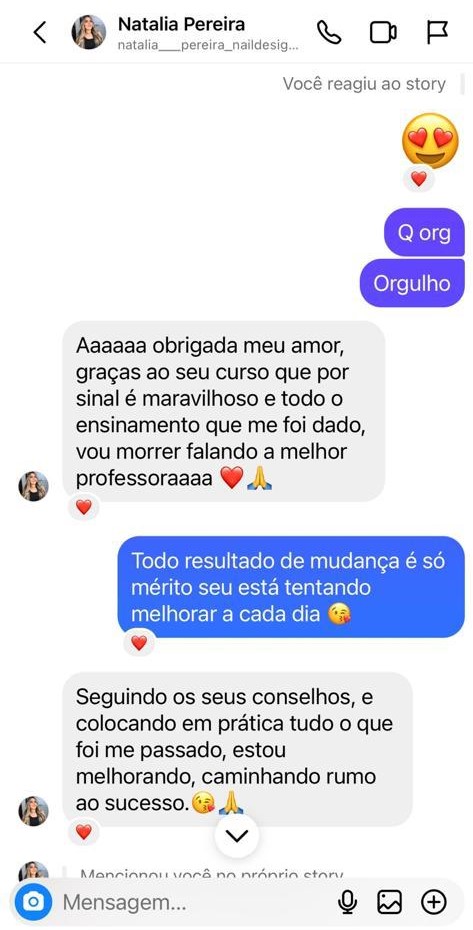 Natalia Pereira
natalia___pereira_naildesig...
Você reagiu ao story
Q org
Orgulho
Aaaaaa obrigada meu amor,
graças ao seu curso que por
sinal é maravilhoso e todo o
ensinamento que me foi dado,
vou morrer falando a melhor
professoraaaa ❤️🙏
Todo resultado de mudança é só
mérito seu está tentando
melhorar a cada dia 😘
Seguindo os seus conselhos, e
colocando em prática tudo o que
foi me passado, estou
melhorando, caminhando rumo
ao sucesso.😘🙏
Mencionou você no próprio story
Mensagem...